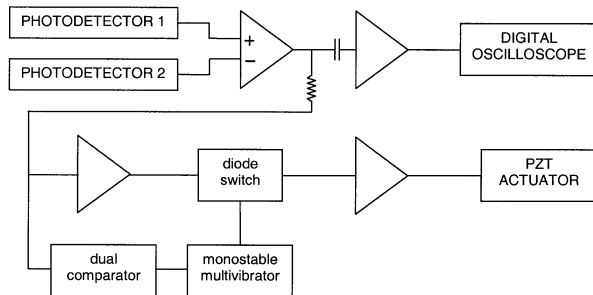 PHOTODETECTOR 1
PHOTODETECTOR 2
+
−
DIGITAL
OSCILLOSCOPE
diode
switch
PZT
ACTUATOR
dual
comparator
monostable
multivibrator